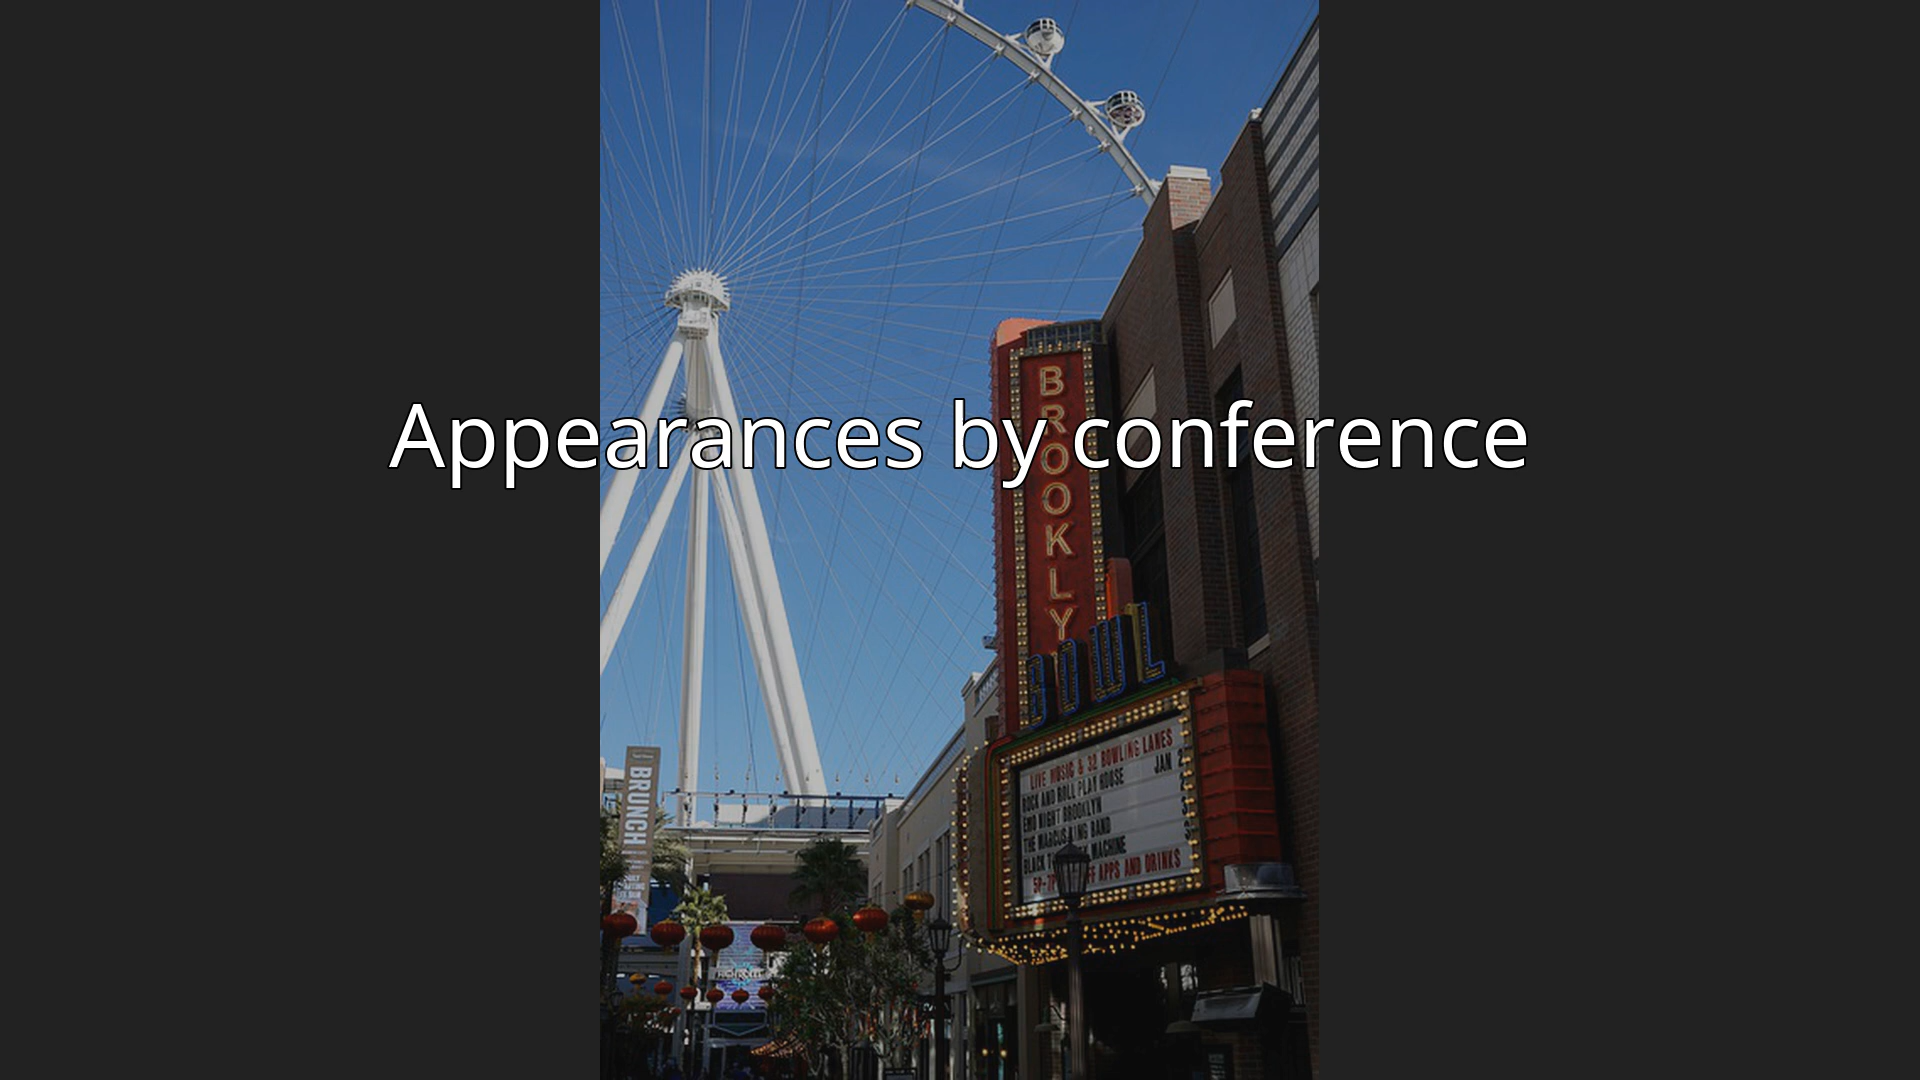 Appearances by conference
BROOKLY
BOWL
LIVE MUSIC & 32 BOWLING LANES
JAN
ROCK AND ROLL PLAY HOUSE
EMO NIGHT BROOKLYN
THE MARCUS KING BAND
BLACK MACHINE
APPS AND DRINKS
BRUNCH